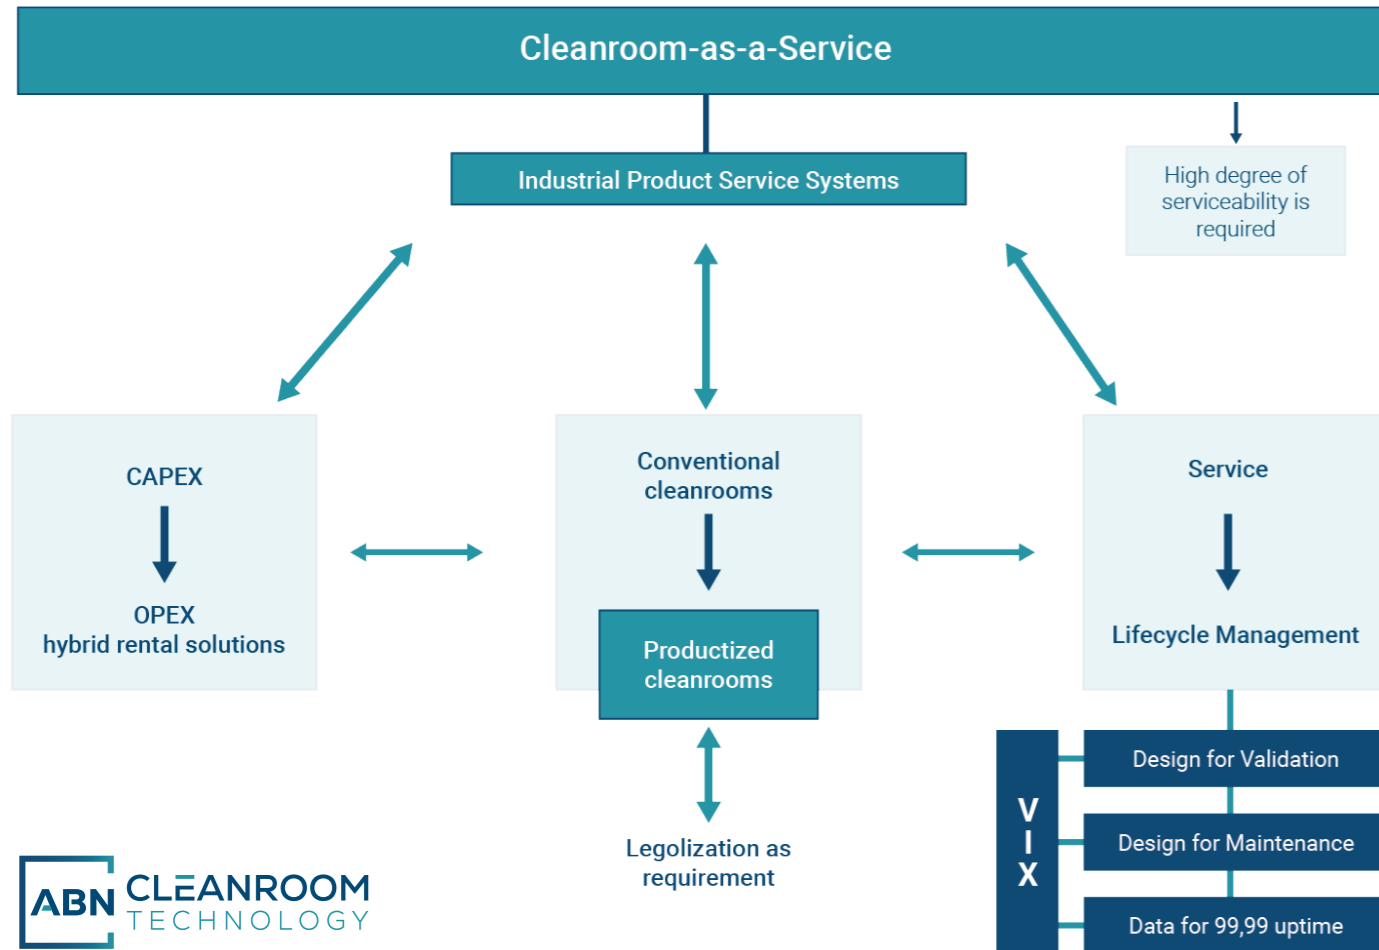 Cleanroom-as-a-Service
Industrial Product Service Systems
High degree of
serviceability is
required
CAPEX
OPEX
hybrid rental solutions
Conventional
cleanrooms
Productized
cleanrooms
Legolization as
requirement
Service
Lifecycle Management
V
I
X
Design for Validation
Design for Maintenance
Data for 99,99 uptime
ABN
CLEANROOM
TECHNOLOGY